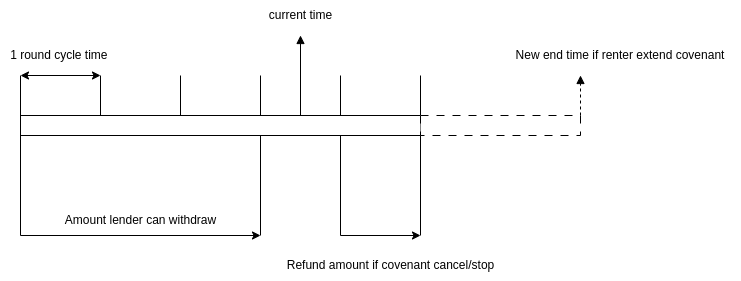 current time
1 round cycle time
New end time if renter extend covenant
Amount lender can withdraw
Refund amount if covenant cancel/stop